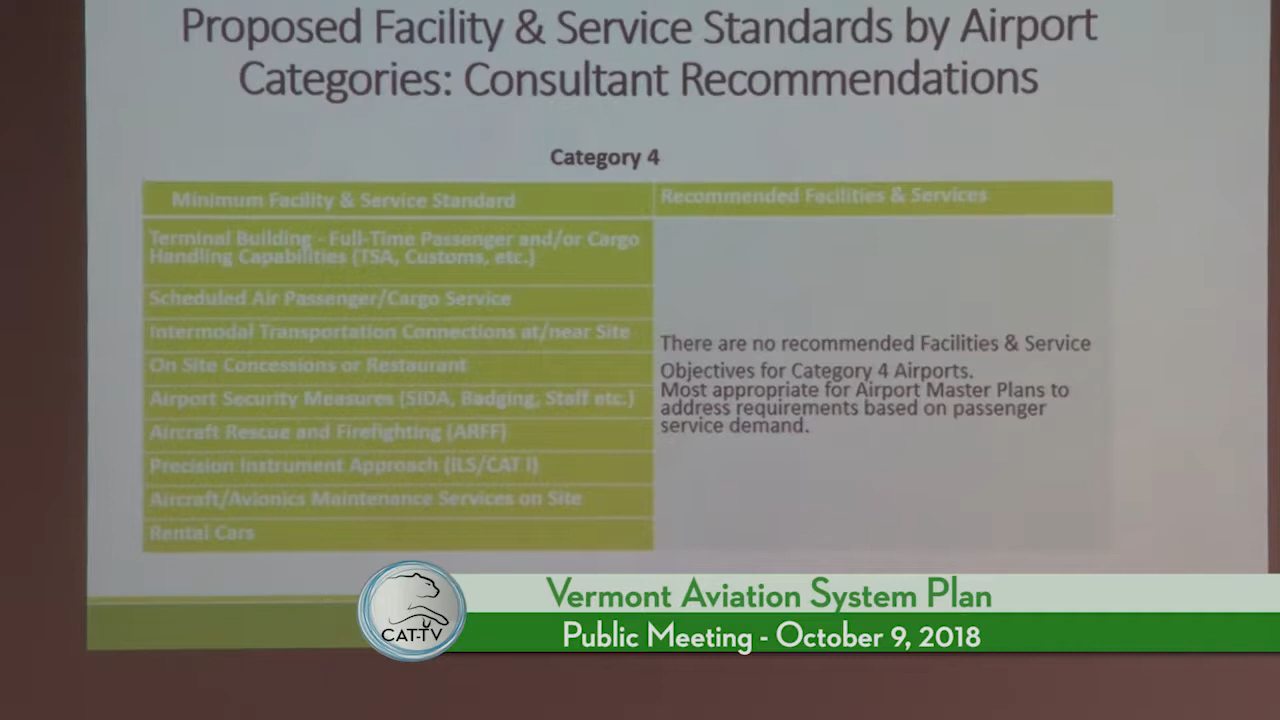 Proposed Facility & Service Standards by Airport
Categories: Consultant Recommendations
Category 4
Minimum Facility & Service Standard
Recommended Facilities & Services
Terminal Building - Full-Time Passenger and/or Cargo
Handling Capabilities (TSA, Customs, etc.)
Scheduled Air Passenger/Cargo Service
Intermodal Transportation Connections at/near Site
On Site Concessions or Restaurant
Airport Security Measures (SIDA, Badging, Staff etc.)
Aircraft Rescue and Firefighting (ARFF)
Precision Instrument Approach (ILS/CAT I)
Aircraft/Avionics Maintenance Services on Site
Rental Cars
There are no recommended Facilities & Service
Objectives for Category 4 Airports.
Most appropriate for Airport Master Plans to
address requirements based on passenger
service demand.
CAT-TV
Vermont Aviation System Plan
Public Meeting - October 9, 2018